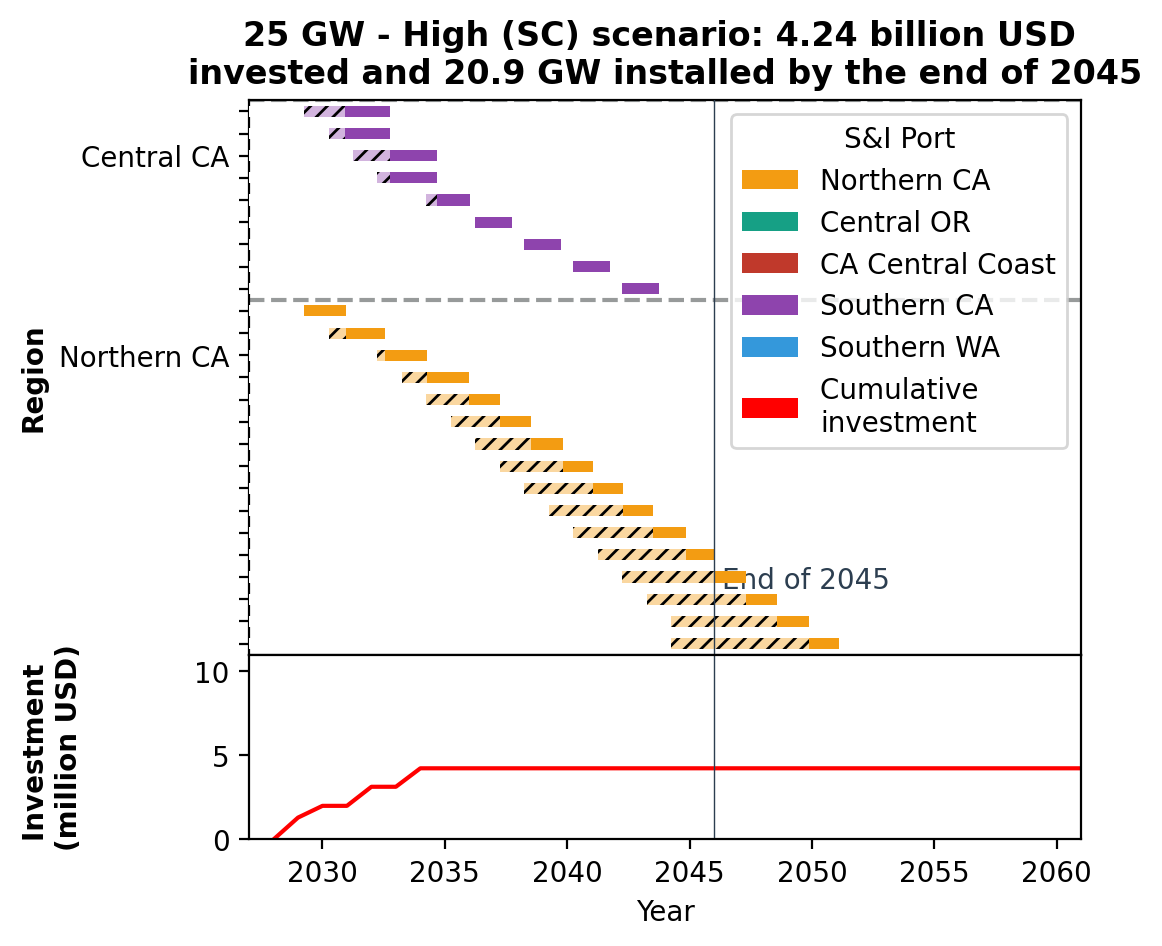 25 GW - High (SC) scenario: 4.24 billion USD
invested and 20.9 GW installed by the end of 2045
Region
Central CA
Northern CA
S&I Port
Northern CA
Central OR
CA Central Coast
Southern CA
Southern WA
Cumulative
investment
End of 2045
Investment
(million USD)
10
5
0
2030 2035 2040 2045 2050 2055 2060
Year